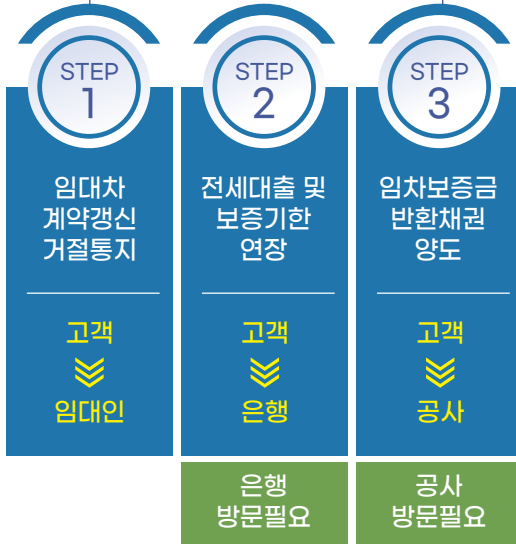 STEP
1
임대차
계약갱신
거절통지
고객
임대인
STEP
2
전세대출 및
보증기한
연장
고객
은행
은행
방문필요
STEP
3
임차보증금
반환채권
양도
고객
공사
공사
방문필요